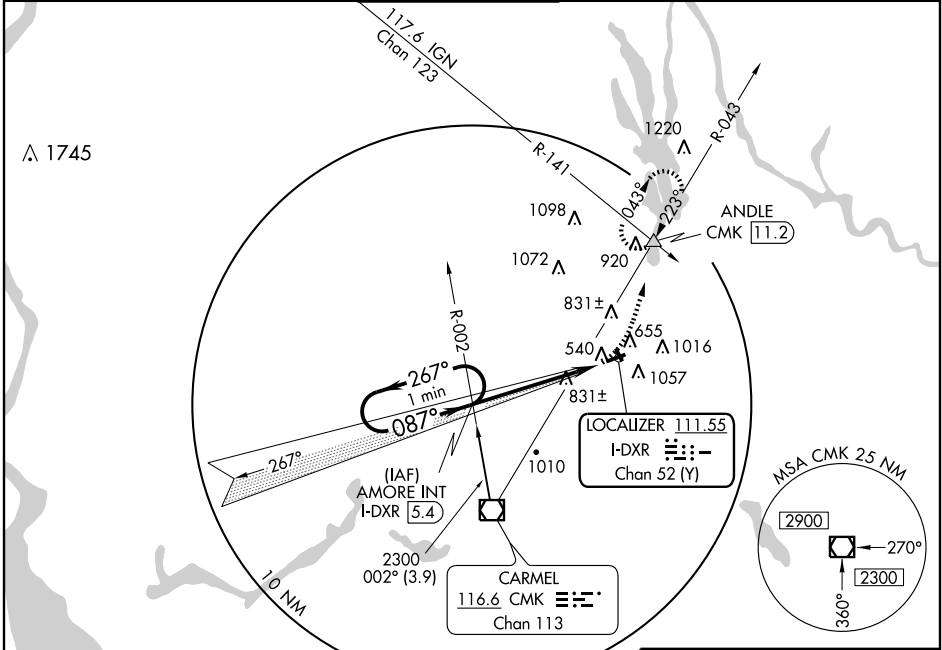 117.6 IGN
Chan 123
1745
1220
R-043
R-141
043°
223°
1098
ANDLE
CMK 11.2
920
1072
R-002
831±
655
540
1016
267°
1 min
087°
1057
831±
LOCALIZER 111.55
I-DXR
Chan 52 (Y)
267°
(IAF)
AMORE INT
I-DXR 5.4
1010
MSA CMK 25 NM
2900
270°
2300
360°
2300
002° (3.9)
10 NM
CARMEL
116.6 CMK
Chan 113